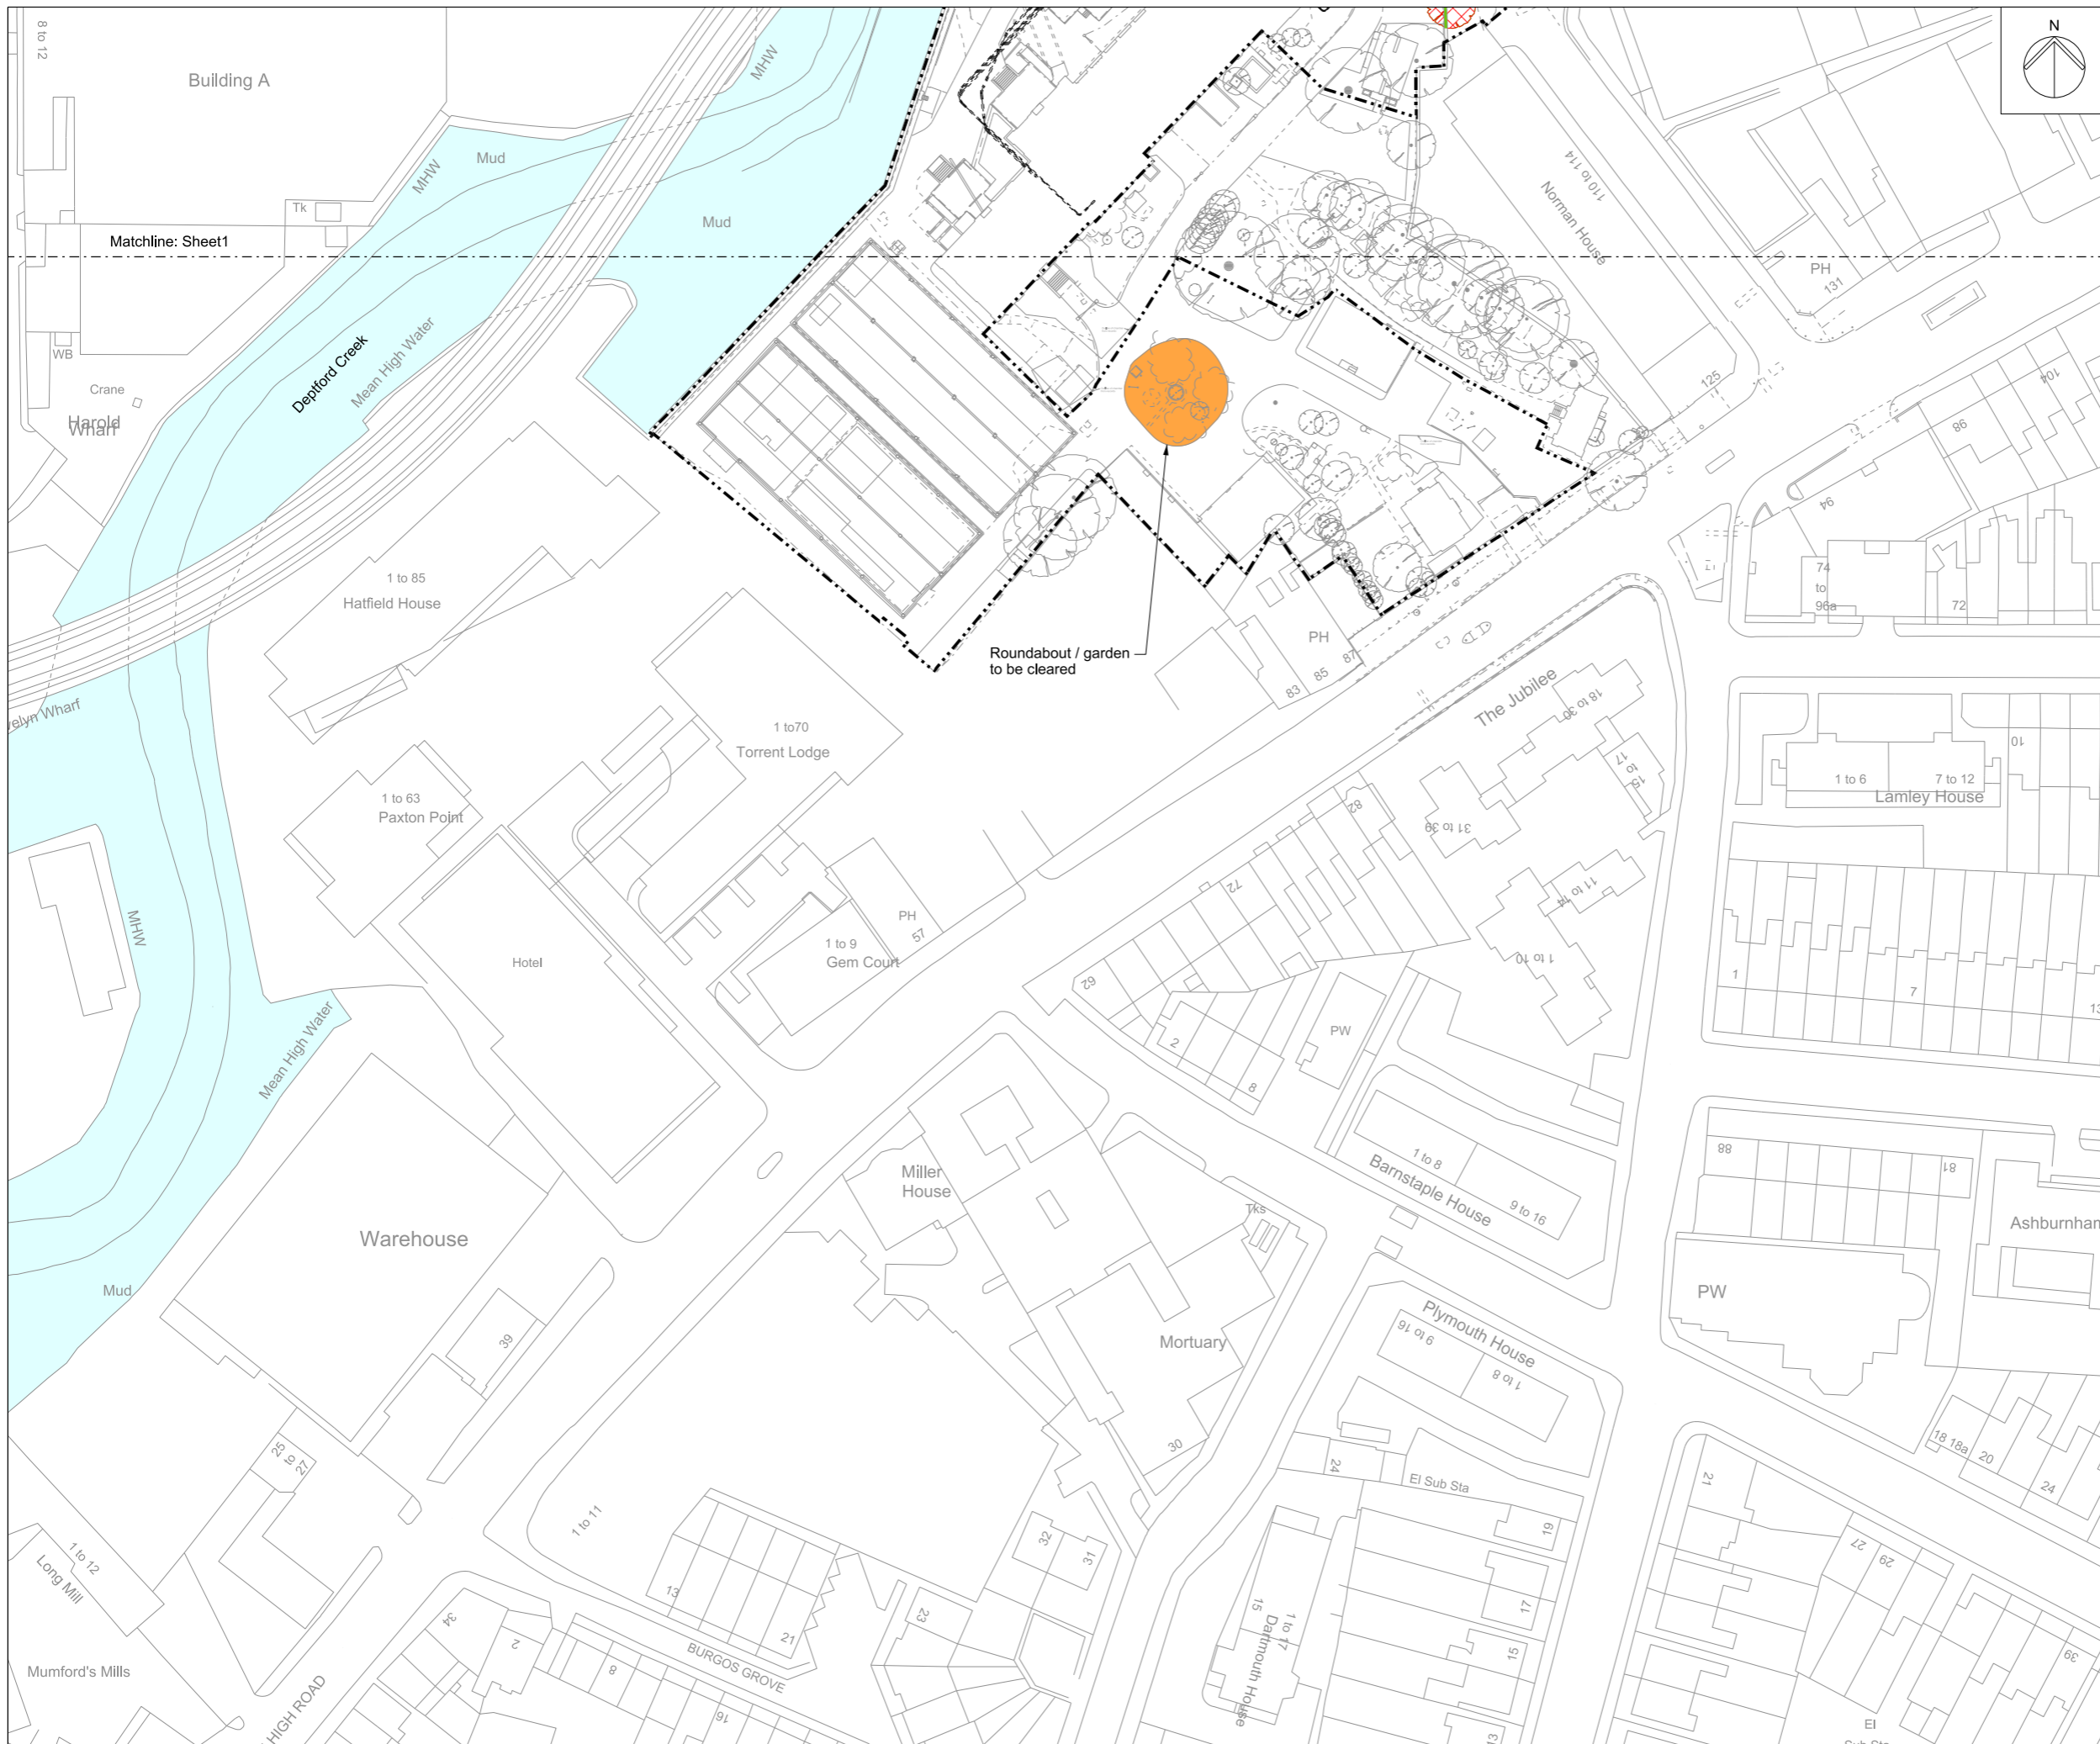 8 to 12
Building A
MHW
N
Mud
MHW
Tk
Mud
Matchline: Sheet1
110 to 114
Norman House
PH
131
Deptford Creek
Mean High Water
WB
Crane
Harold
Wharf
125
104
98
94
1 to 85
Hatfield House
74
to
96a
72
Roundabout / garden
to be cleared
PH
83
85
87
The Jubilee
18 to 30
velyn Wharf
1 to70
Torrent Lodge
15 to 17
10
1 to 6
7 to 12
Lamley House
1 to 63
Paxton Point
82
31 to 39
72
11 to 14
MHW
PH
57
1 to 9
Gem Court
Hotel
1 to 10
62
1
7
13
Mean High Water
PW
2
8
88
81
1 to 8
Barnstaple House
9 to 16
Miller
House
Tks
Warehouse
Ashburnham
Mud
PW
Plymouth House
9 to 16
1 to 8
39
Mortuary
30
25
to
27
18 18a
20
24
24
El Sub Sta
21
1 to 11
19
32
31
27
29
1 to 12
Long Mill
13
17
34
2
23
15
1 to 17
Dartmouth House
21
15
39
Mumford's Mills
8
BURGOS GROVE
16
HIGH ROAD
13
El
Sub Sta